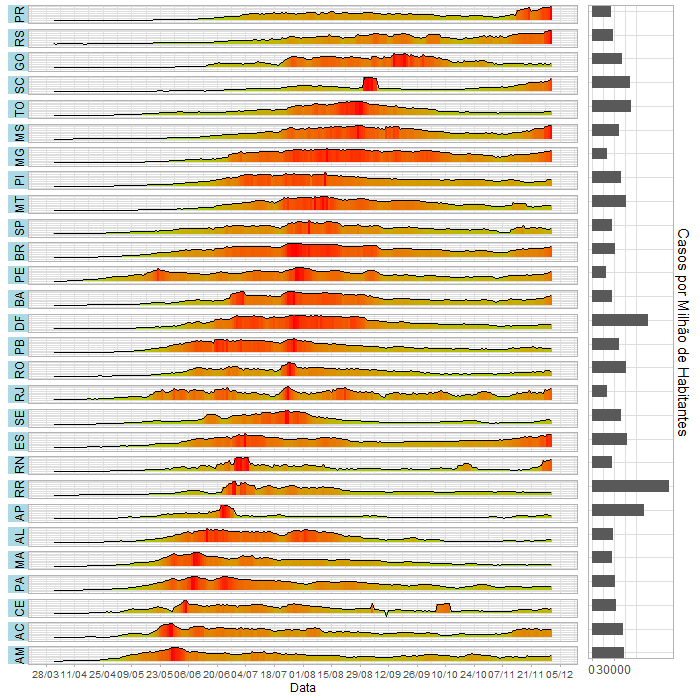 PR
RS
GO
SC
TO
MS
MG
PI
MT
SP
BR
PE
BA
DF
PB
RO
RJ
SE
ES
RN
RR
AP
AL
MA
PA
CE
AC
AM
28/03 11/04 25/04 09/05 23/05 06/06 20/06 04/07 18/07 01/08 15/08 29/08 12/09 26/09 10/10 24/10 07/11 21/11 05/12
Data
030000
Casos por Milhão de Habitantes